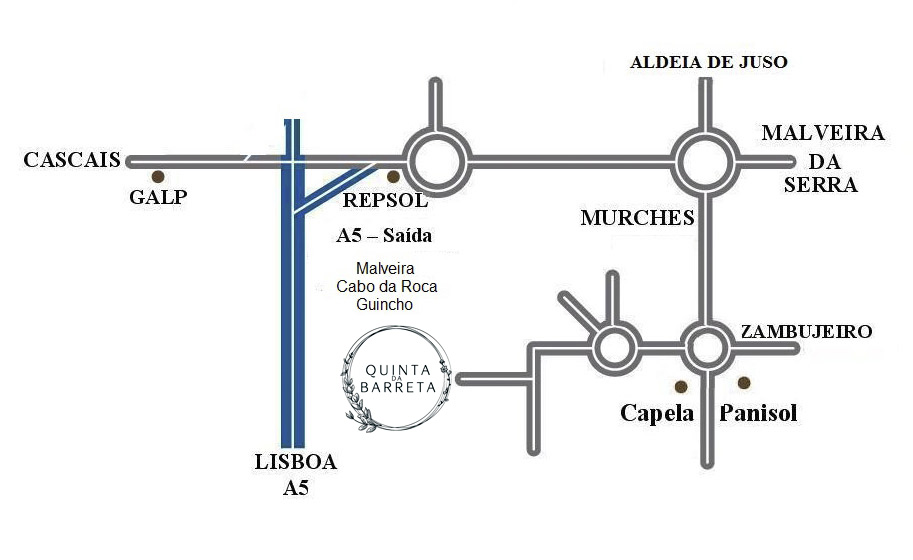 ALDEIA DE JUSO
CASCAIS
MALVEIRA
DA
SERRA
GALP
REPSOL
MURCHES
A5 – Saída
Malveira
Cabo da Roca
Guincho
ZAMBUJEIRO
QUINTA
DA
BARRETA
Capela
Panisol
LISBOA
A5